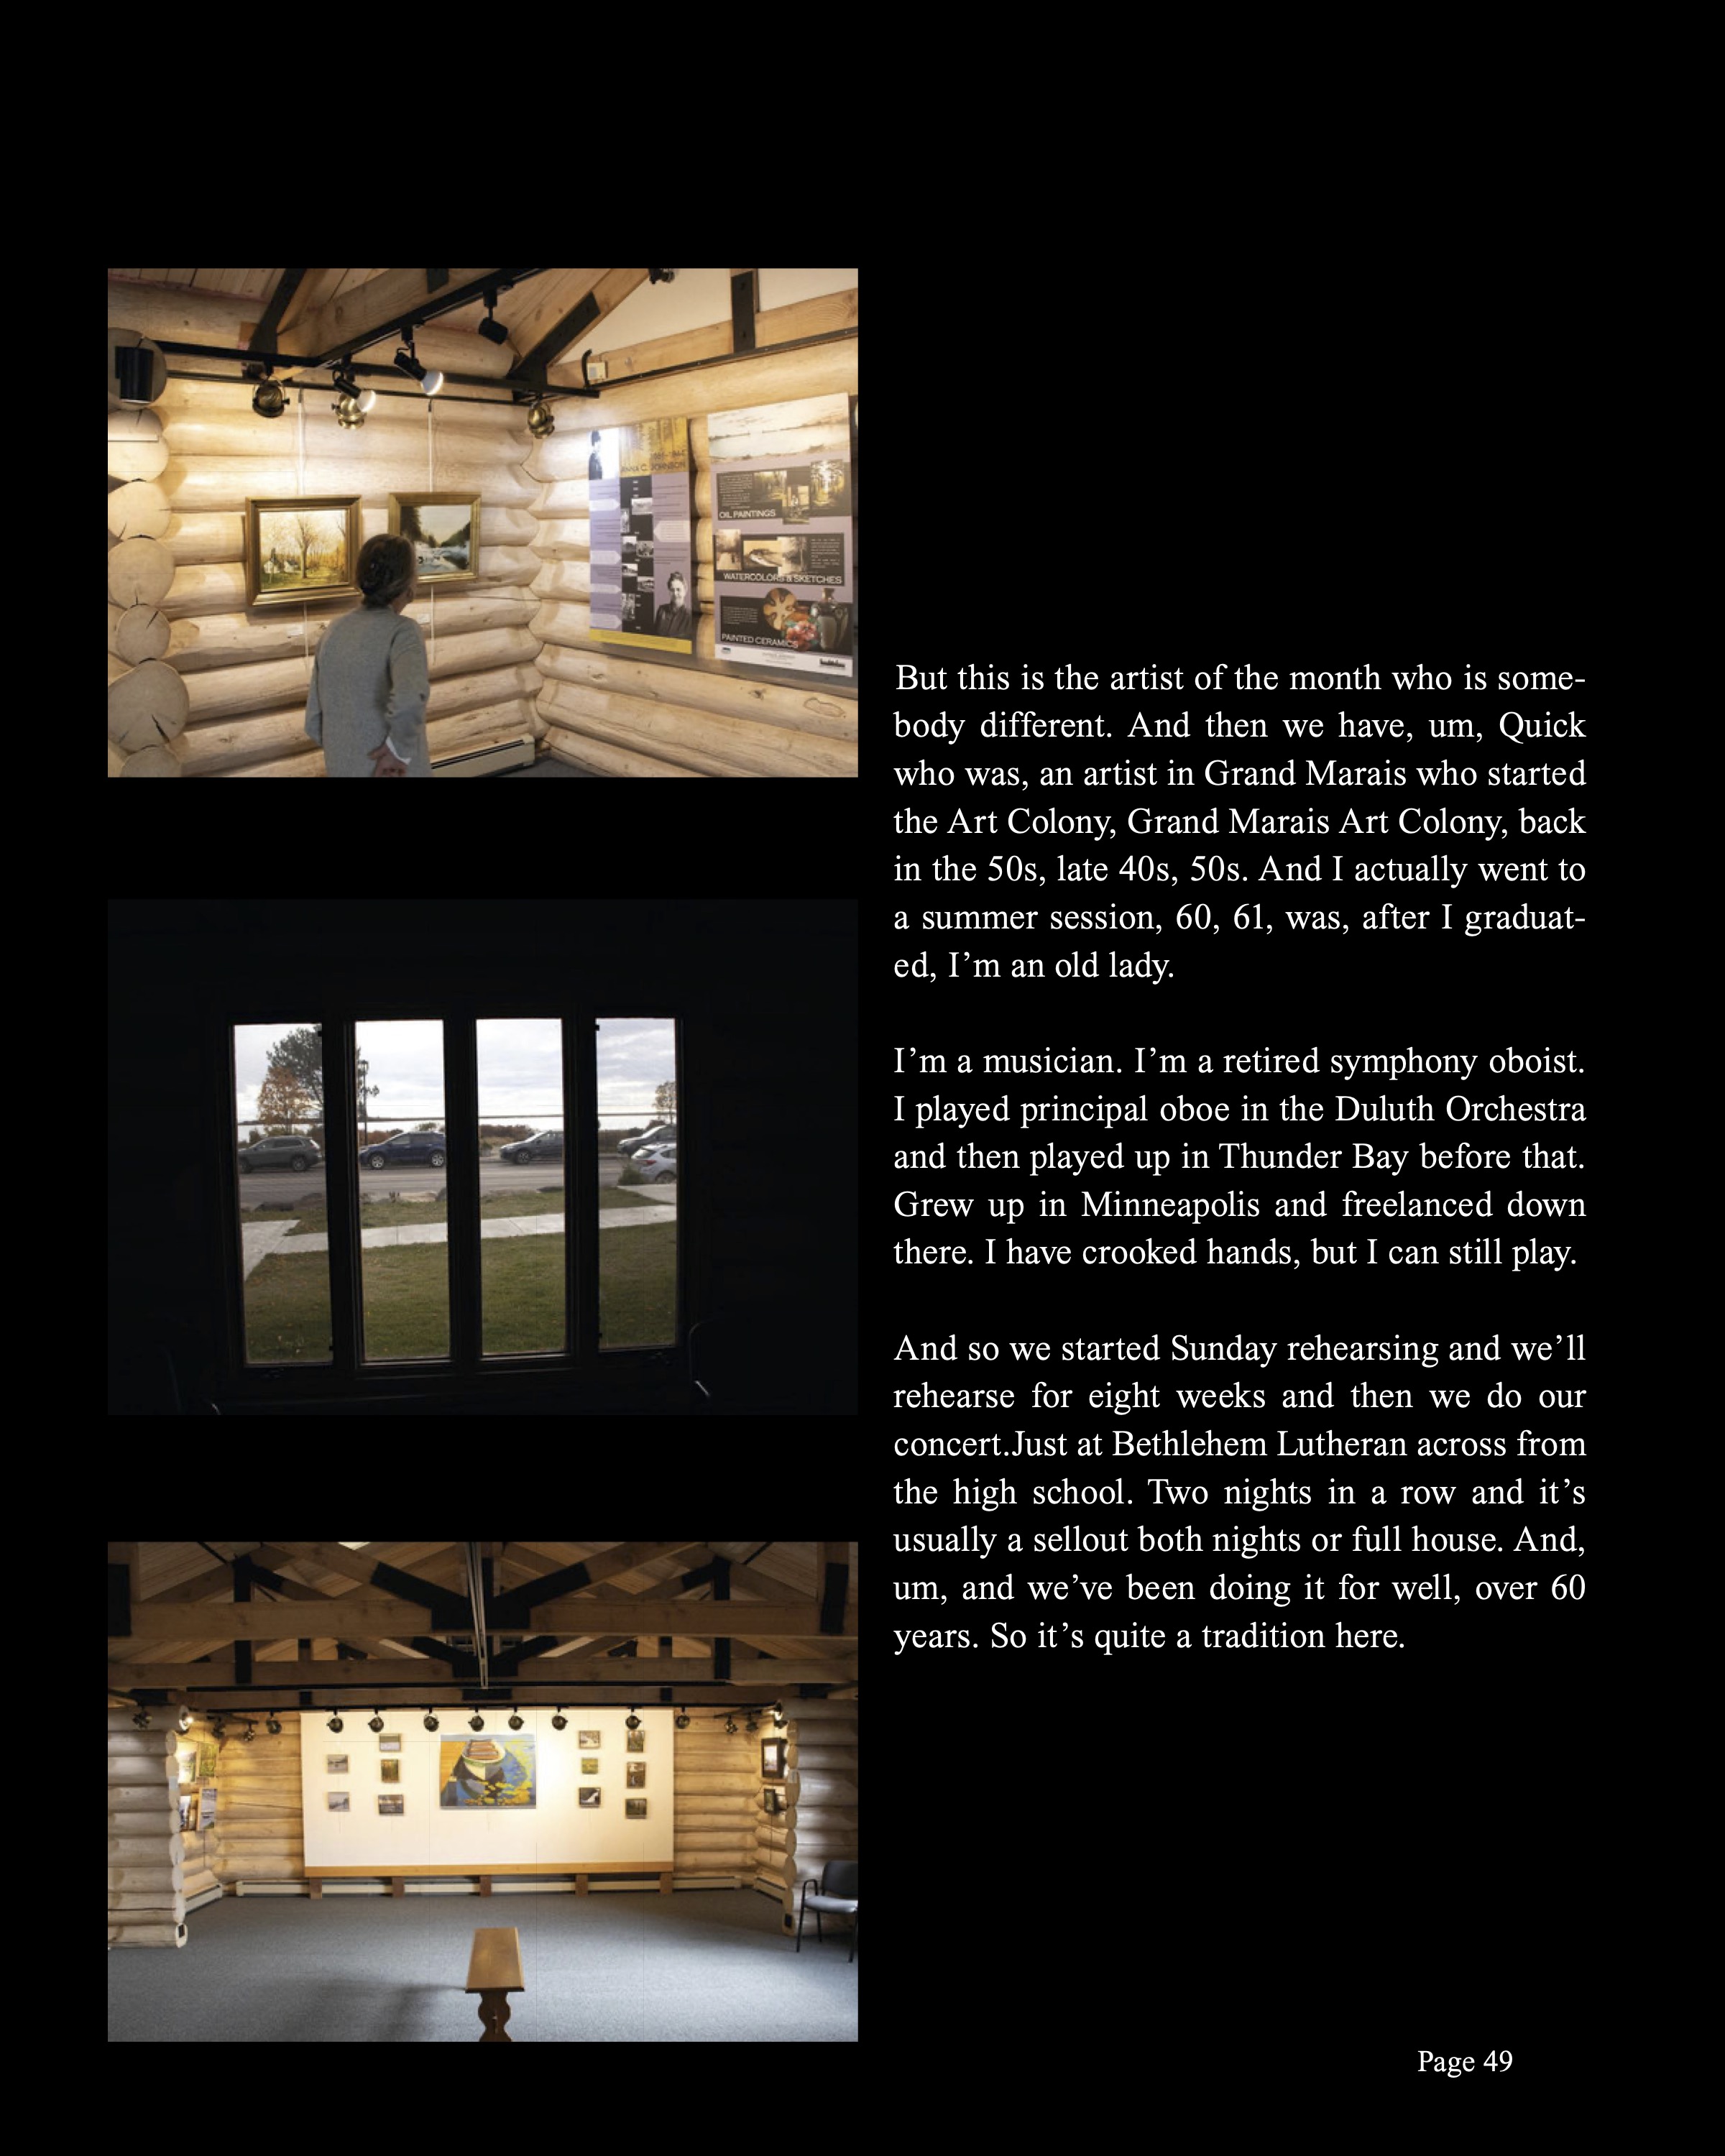 ANNA C. JOHNSON
OIL PAINTINGS
WATERCOLORS & SKETCHES
PAINTED CERAMICS
But this is the artist of the month who is some-
body different. And then we have, um, Quick
who was, an artist in Grand Marais who started
the Art Colony, Grand Marais Art Colony, back
in the 50s, late 40s, 50s. And I actually went to
a summer session, 60, 61, was, after I graduat-
ed, I’m an old lady.
I’m a musician. I’m a retired symphony oboist.
I played principal oboe in the Duluth Orchestra
and then played up in Thunder Bay before that.
Grew up in Minneapolis and freelanced down
there. I have crooked hands, but I can still play.
And so we started Sunday rehearsing and we’ll
rehearse for eight weeks and then we do our
concert.Just at Bethlehem Lutheran across from
the high school. Two nights in a row and it’s
usually a sellout both nights or full house. And,
um, and we’ve been doing it for well, over 60
years. So it’s quite a tradition here.
Page 49